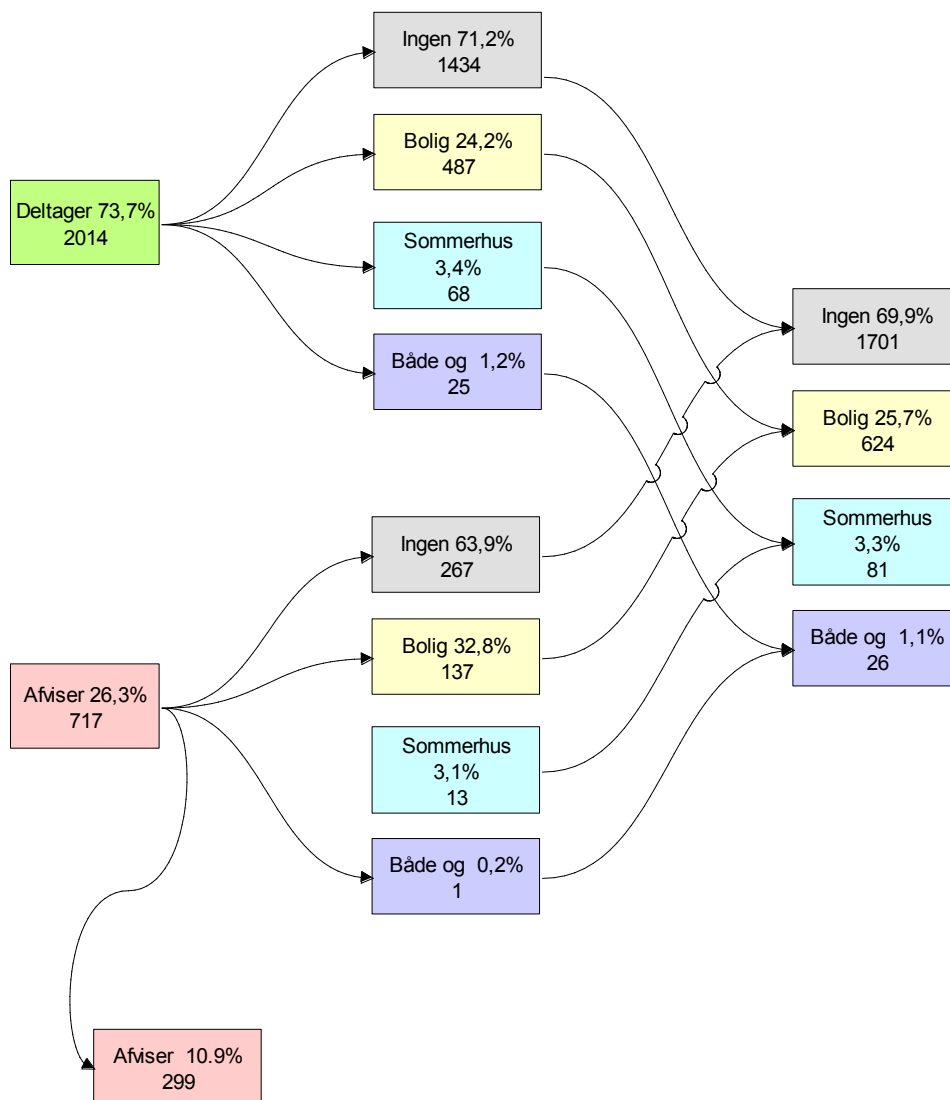 Deltager 73,7%
2014
Ingen 71,2%
1434
Bolig 24,2%
487
Sommerhus
3,4%
68
Både og 1,2%
25
Afviser 26,3%
717
Ingen 63,9%
267
Bolig 32,8%
137
Sommerhus
3,1%
13
Både og 0,2%
1
Afviser 10.9%
299
Ingen 69,9%
1701
Bolig 25,7%
624
Sommerhus
3,3%
81
Både og 1,1%
26